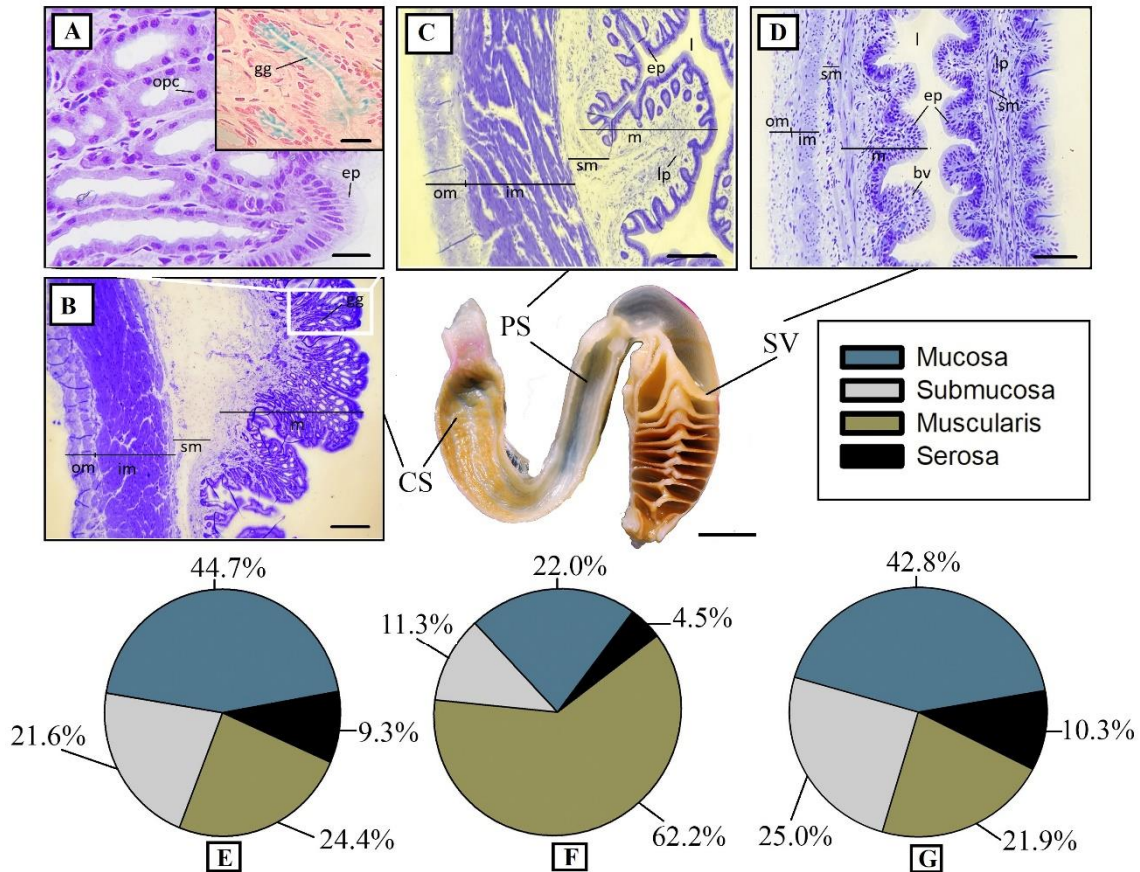 A
opc
gg
ep
C
l
ep
m
sm
lp
om
im
D
l
lp
sm
sm
ep
om
im
m
bv
B
gg
m
sm
om
im
PS
SV
CS
Mucosa
Submucosa
Muscularis
Serosa
44.7%
21.6%
9.3%
24.4%
E
22.0%
11.3%
4.5%
62.2%
F
42.8%
10.3%
25.0%
21.9%
G